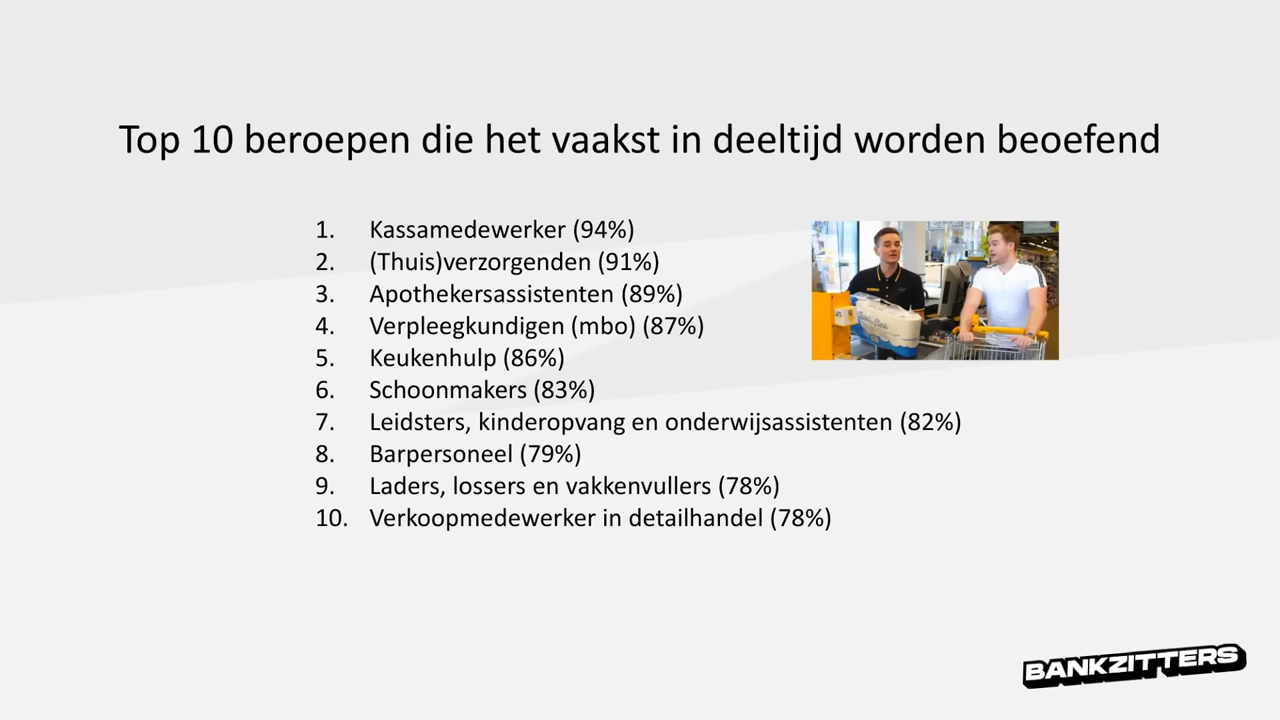 Top 10 beroepen die het vaakst in deeltijd worden beoefend
1. Kassamedewerker (94%)
2. (Thuis)verzorgenden (91%)
3. Apothekersassistenten (89%)
4. Verpleegkundigen (mbo) (87%)
5. Keukenhulp (86%)
6. Schoonmakers (83%)
7. Leidsters, kinderopvang en onderwijsassistenten (82%)
8. Barpersoneel (79%)
9. Laders, lossers en vakkenvullers (78%)
10. Verkoopmedewerker in detailhandel (78%)
BANKZITTERS